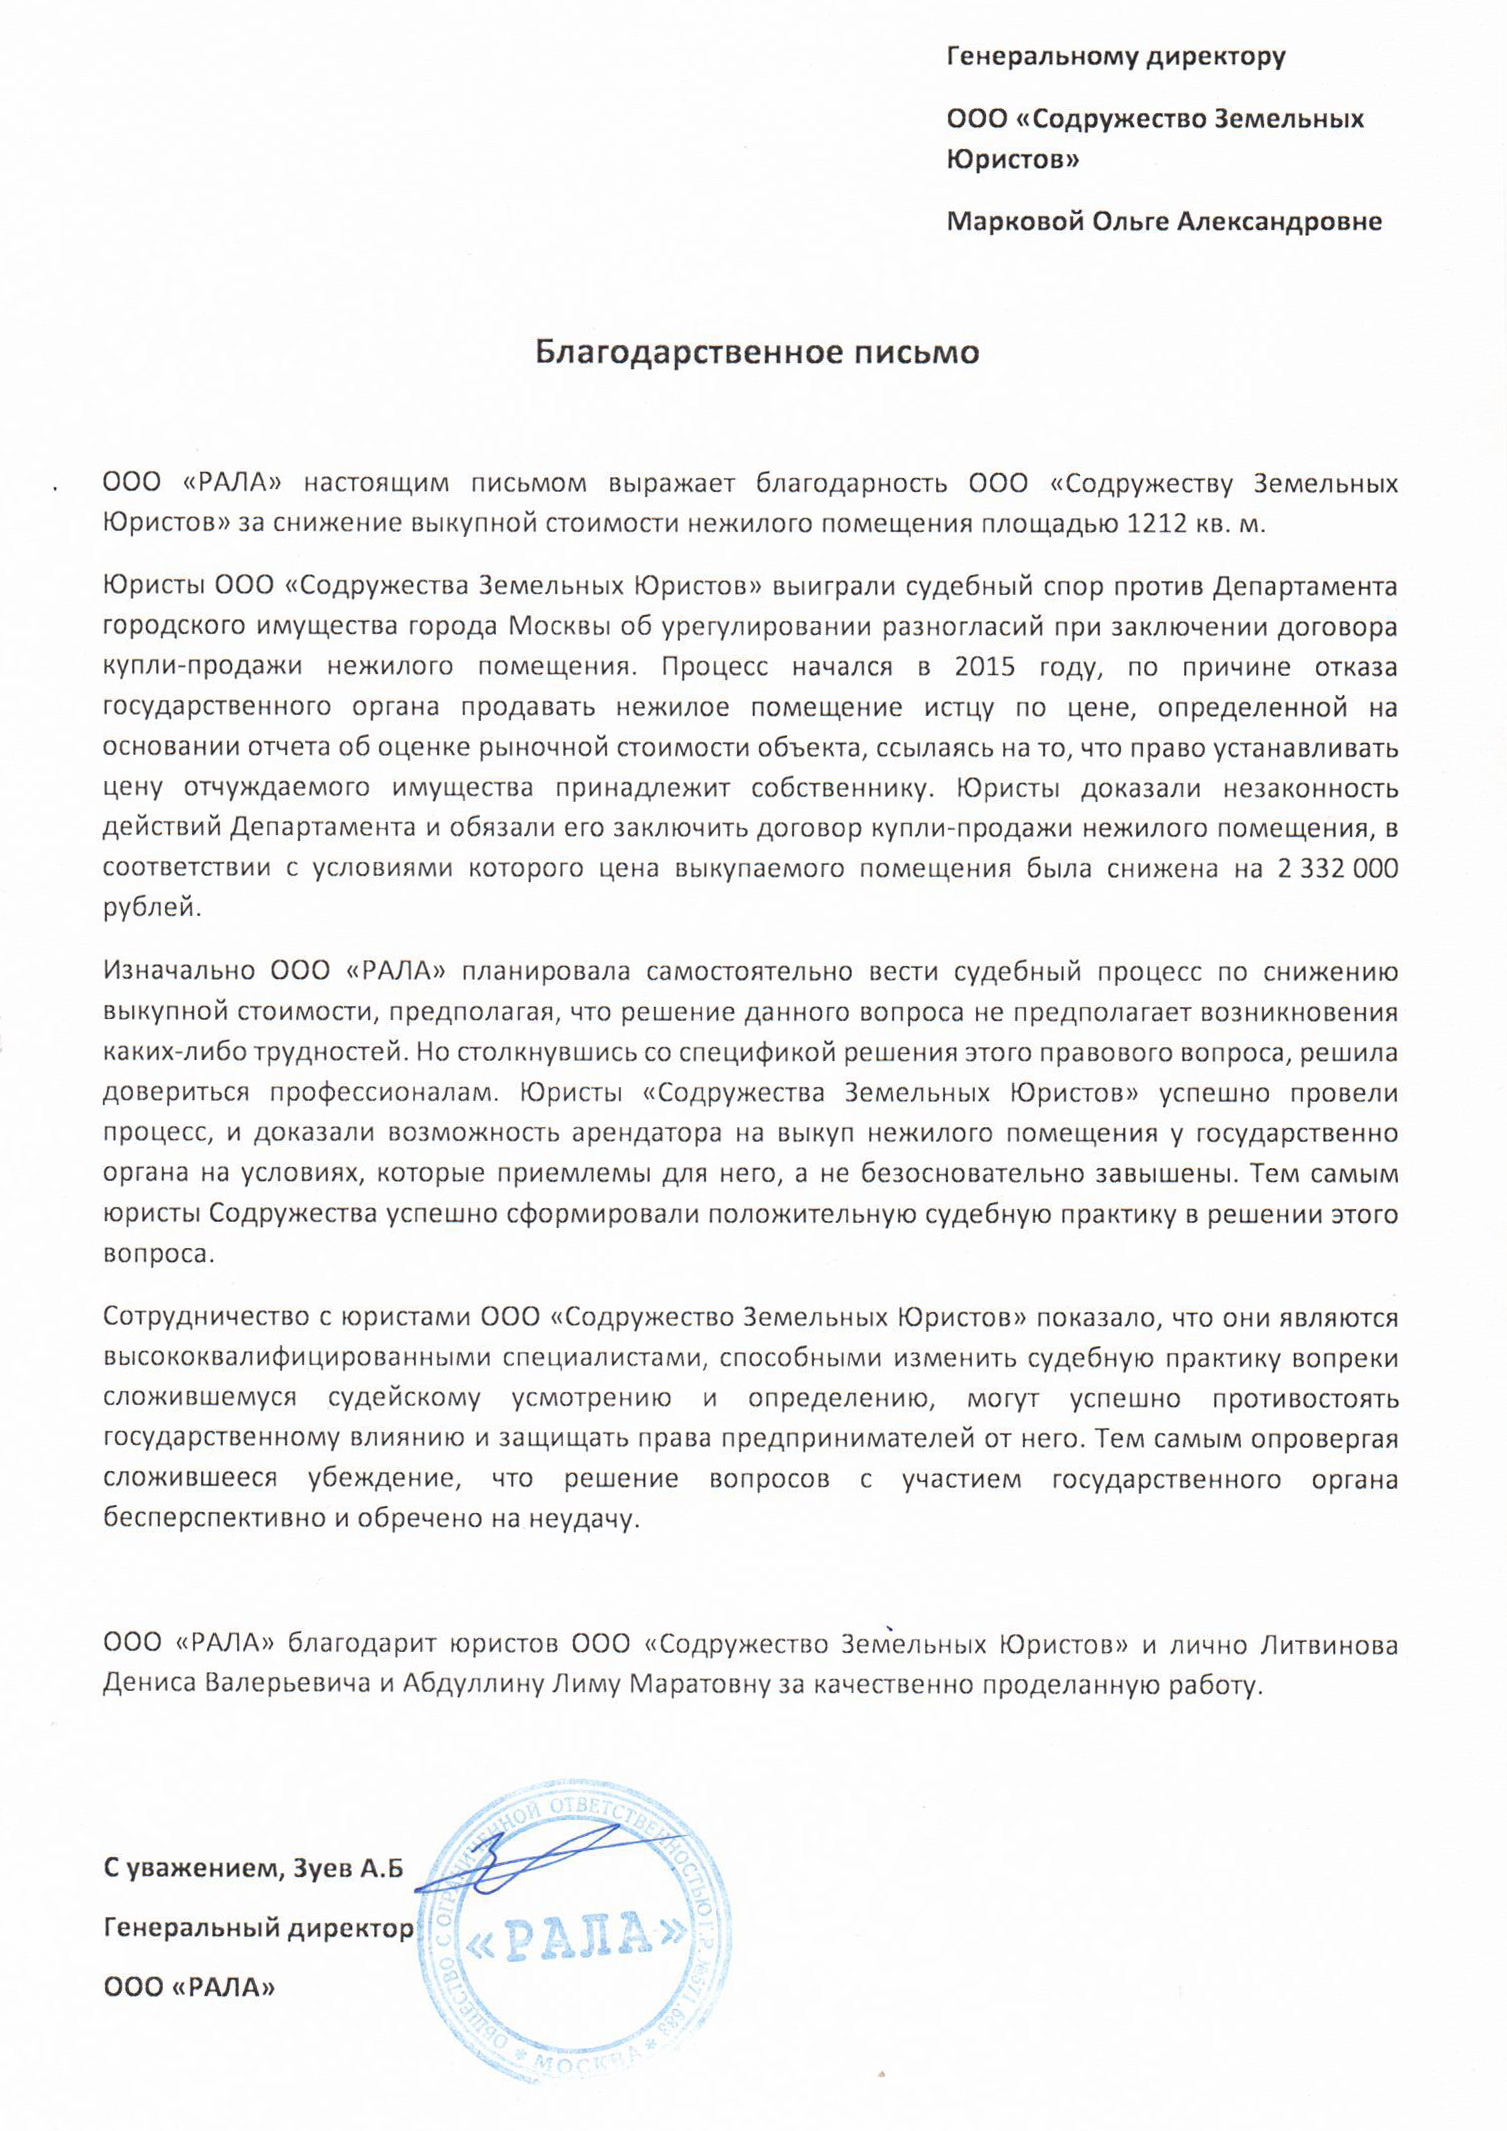 Генеральному директору
ООО «Содружество Земельных
Юристов»
Марковой Ольге Александровне
Благодарственное письмо
ООО «РАЛА» настоящим письмом выражает благодарность ООО «Содружеству Земельных
Юристов» за снижение выкупной стоимости нежилого помещения площадью 1212 кв. м.
Юристы ООО «Содружества Земельных Юристов» выиграли судебный спор против Департамента
городского имущества города Москвы об урегулировании разногласий при заключении договора
купли-продажи нежилого помещения. Процесс начался в 2015 году, по причине отказа
государственного органа продавать нежилое помещение истцу по цене, определенной на
основании отчета об оценке рыночной стоимости объекта, ссылаясь на то, что право устанавливать
цену отчуждаемого имущества принадлежит собственнику. Юристы доказали незаконность
действий Департамента и обязали его заключить договор купли-продажи нежилого помещения, в
соответствии с условиями которого цена выкупаемого помещения была снижена на 2 332 000
рублей.
Изначально ООО «РАЛА» планировала самостоятельно вести судебный процесс по снижению
выкупной стоимости, предполагая, что решение данного вопроса не предполагает возникновения
каких-либо трудностей. Но столкнувшись со спецификой решения этого правового вопроса, решила
довериться профессионалам. Юристы «Содружества Земельных Юристов» успешно провели
процесс, и доказали возможность арендатора на выкуп нежилого помещения у государственно
органа на условиях, которые приемлемы для него, а не безосновательно завышены. Тем самым
юристы Содружества успешно сформировали положительную судебную практику в решении этого
вопроса.
Сотрудничество с юристами ООО «Содружество Земельных Юристов» показало, что они являются
высококвалифицированными специалистами, способными изменить судебную практику вопреки
сложившемуся судейскому усмотрению и определению, могут успешно противостоять
государственному влиянию и защищать права предпринимателей от него. Тем самым опровергая
сложившееся убеждение, что решение вопросов с участием государственного органа
бесперспективно и обречено на неудачу.
ООО «РАЛА» благодарит юристов ООО «Содружество Земельных Юристов» и лично Литвинова
Дениса Валерьевича и Абдуллину Лиму Маратовну за качественно проделанную работу.
С уважением, Зуев А.Б
Генеральный директор
ООО «РАЛА»
ОБЩЕСТВО С ОГРАНИЧЕННОЙ ОТВЕТСТВЕННОСТЬЮ Г.Р. №571.683
«РАЛА»
* МОСКВА *